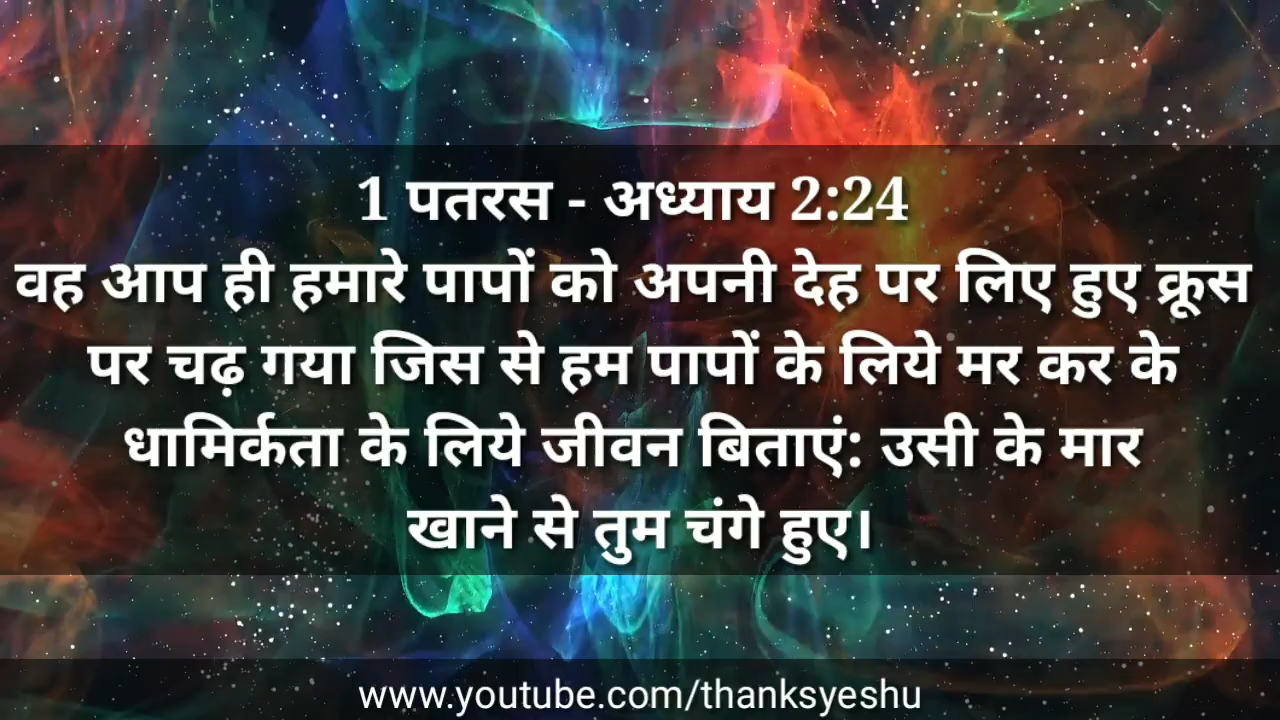 1 पतरस - अध्याय 2:24
वह आप ही हमारे पापों को अपनी देह पर लिए हुए क्रूस
पर चढ़ गया जिस से हम पापों के लिये मर कर के
धामिर्कता के लिये जीवन बिताएं: उसी के मार
खाने से तुम चंगे हुए।
www.youtube.com/thanksyeshu